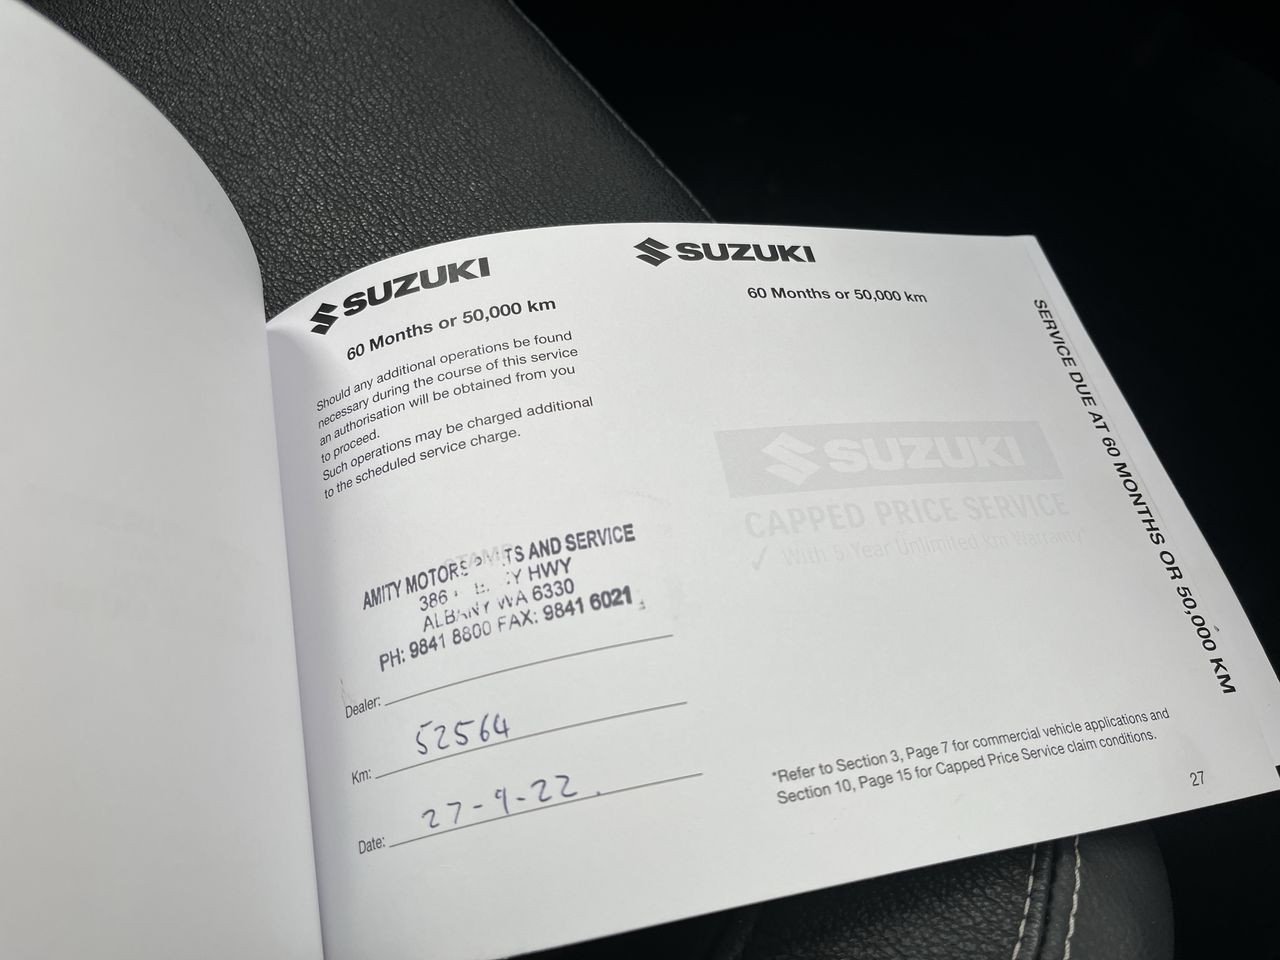 SUZUKI
60 Months or 50,000 km
Should any additional operations be found
necessary during the course of this service
an authorisation will be obtained from you
to proceed.
Such operations may be charged additional
to the scheduled service charge.
STAMP
AMITY MOTORS AND SERVICE
386 HWY
ALBANY WA 6330
PH: 9841 8800 FAX: 9841 6021
Dealer:
Km: 52564
Date: 27-9-22
SUZUKI
60 Months or 50,000 km
SUZUKI
CAPPED PRICE SERVICE
✓ With 5 Year Unlimited km Warranty*
*Refer to Section 3, Page 7 for commercial vehicle applications and
Section 10, Page 15 for Capped Price Service claim conditions.
27
SERVICE DUE AT 60 MONTHS OR 50,000 KM